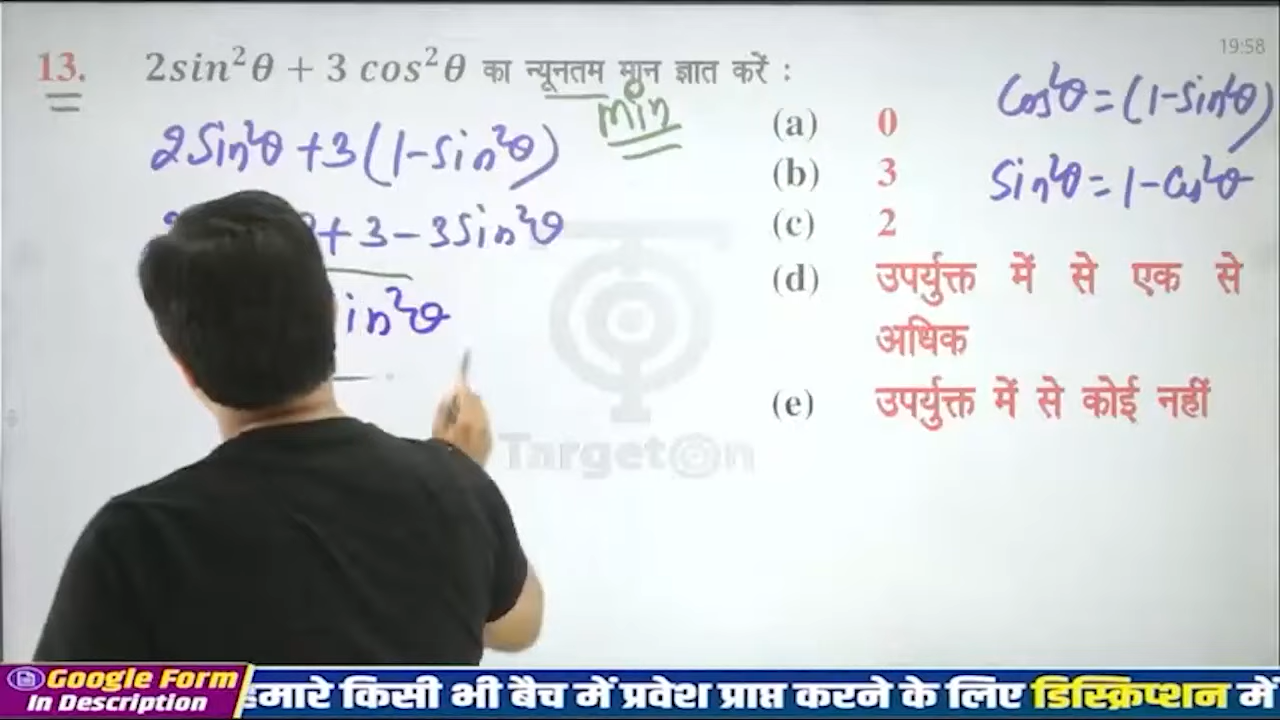 19:58
13. 2sin²θ + 3 cos²θ का न्यूनतम मान ज्ञात करें :
min
2Sin²θ + 3(1-Sin²θ)
+ 3 - 3Sin²θ
in²θ
(a) 0
(b) 3
(c) 2
(d) उपर्युक्त में से एक से
अधिक
(e) उपर्युक्त में से कोई नहीं
Cos²θ = (1-Sin²θ)
Sin²θ = 1-Cos²θ
TargetOn
Google Form
In Description
हमारे किसी भी बैच में प्रवेश प्राप्त करने के लिए डिस्क्रिप्शन में